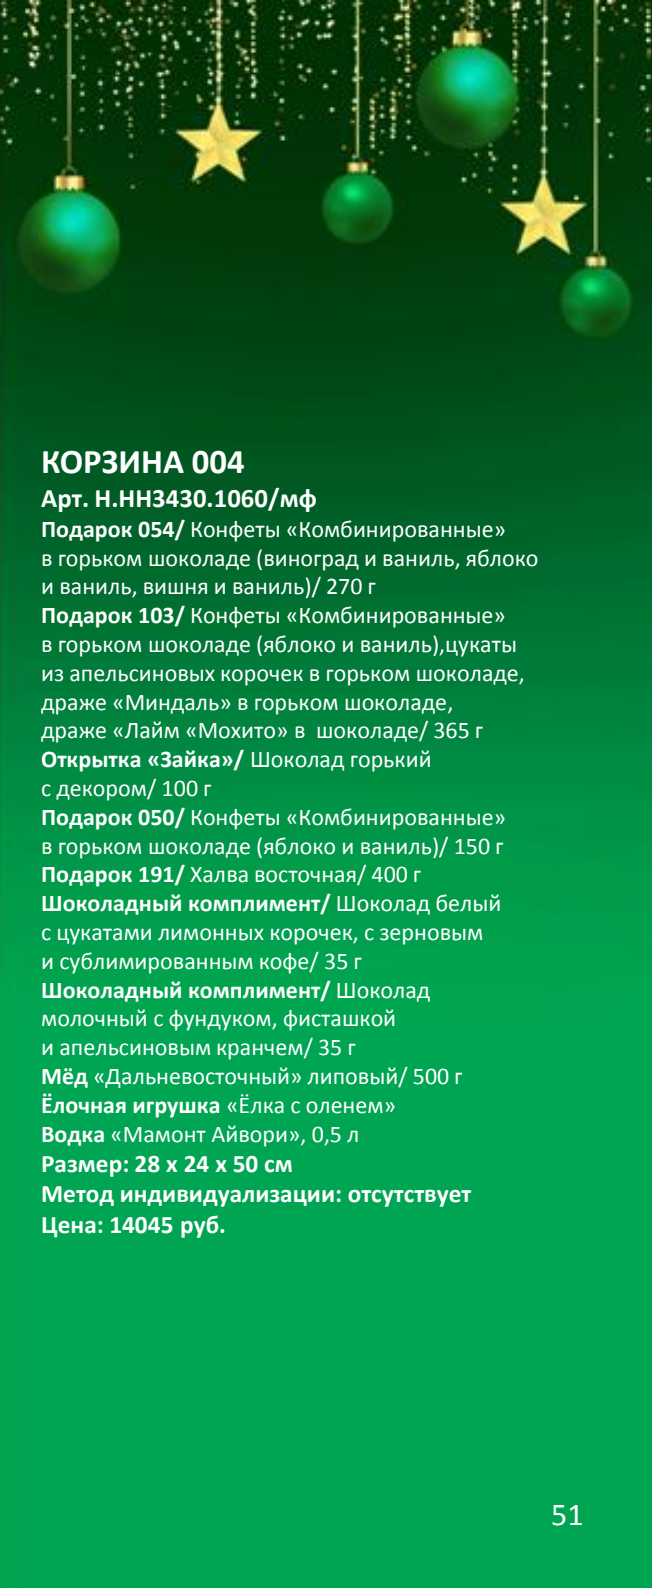 КОРЗИНА 004
Арт. Н.НН3430.1060/мф
Подарок 054/ Конфеты «Комбинированные»
в горьком шоколаде (виноград и ваниль, яблоко
и ваниль, вишня и ваниль)/ 270 г
Подарок 103/ Конфеты «Комбинированные»
в горьком шоколаде (яблоко и ваниль),цукаты
из апельсиновых корочек в горьком шоколаде,
драже «Миндаль» в горьком шоколаде,
драже «Лайм «Мохито» в  шоколаде/ 365 г
Открытка «Зайка»/ Шоколад горький
с декором/ 100 г
Подарок 050/ Конфеты «Комбинированные»
в горьком шоколаде (яблоко и ваниль)/ 150 г
Подарок 191/ Халва восточная/ 400 г
Шоколадный комплимент/ Шоколад белый
с цукатами лимонных корочек, с зерновым
и сублимированным кофе/ 35 г
Шоколадный комплимент/ Шоколад
молочный с фундуком, фисташкой
и апельсиновым кранчем/ 35 г
Мёд «Дальневосточный» липовый/ 500 г
Ёлочная игрушка «Ёлка с оленем»
Водка «Мамонт Айвори», 0,5 л
Размер: 28 х 24 х 50 см
Метод индивидуализации: отсутствует
Цена: 14045 руб.
51